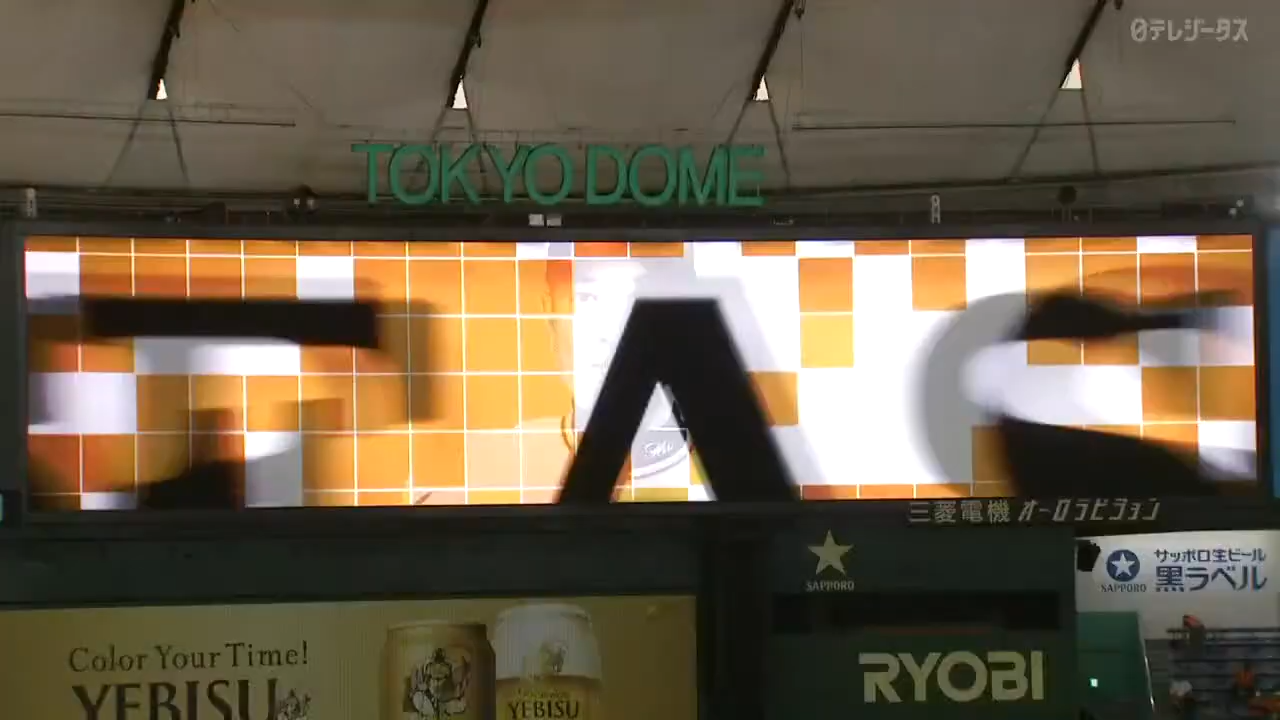 日テレジータス
TOKYO DOME
三菱電機 オーロラビジョン
SAPPORO
サッポロ生ビール
黒ラベル
SAPPORO
Color Your Time!
YEBISU
YEBISU
RYOBI